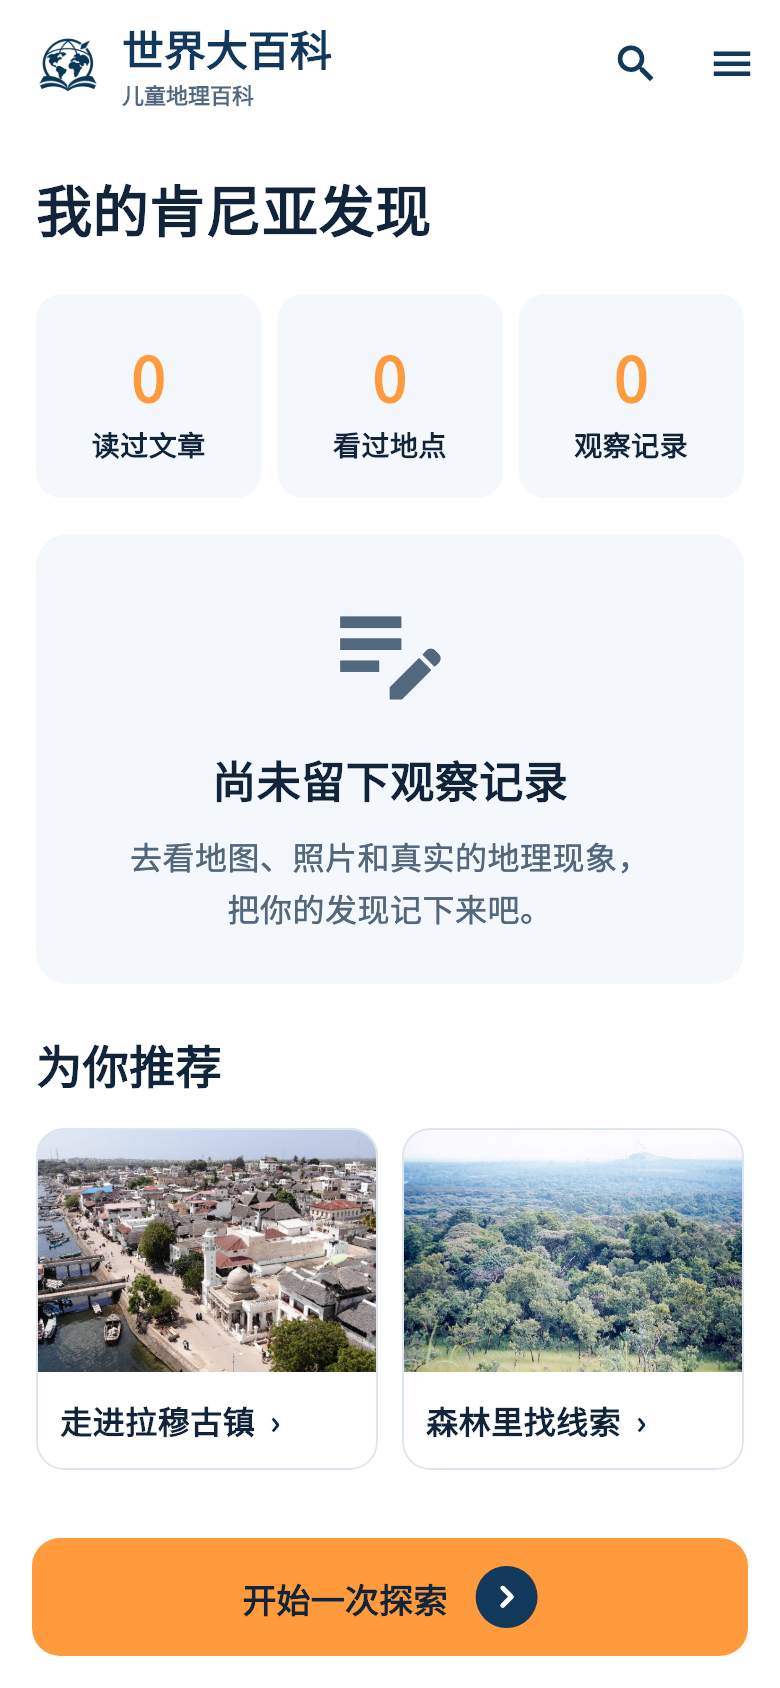 世界大百科
儿童地理百科
我的肯尼亚发现
0
读过文章
0
看过地点
0
观察记录
尚未留下观察记录
去看地图、照片和真实的地理现象，
把你的发现记下来吧。
为你推荐
走进拉穆古镇 ›
森林里找线索 ›
开始一次探索